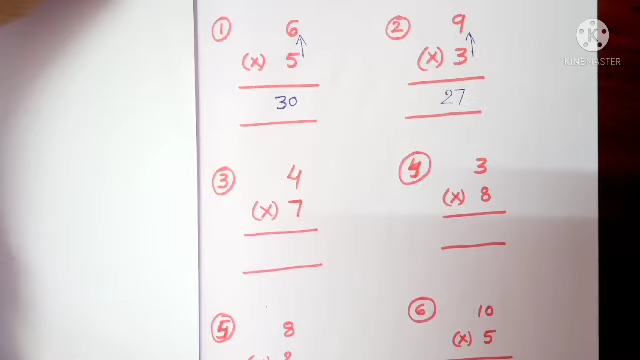 ① 6
(x) 5
30
② 9
(x) 3
27
③ 4
(x) 7
④ 3
(x) 8
⑤ 8
⑥ 10
(x) 5
KINEMASTER